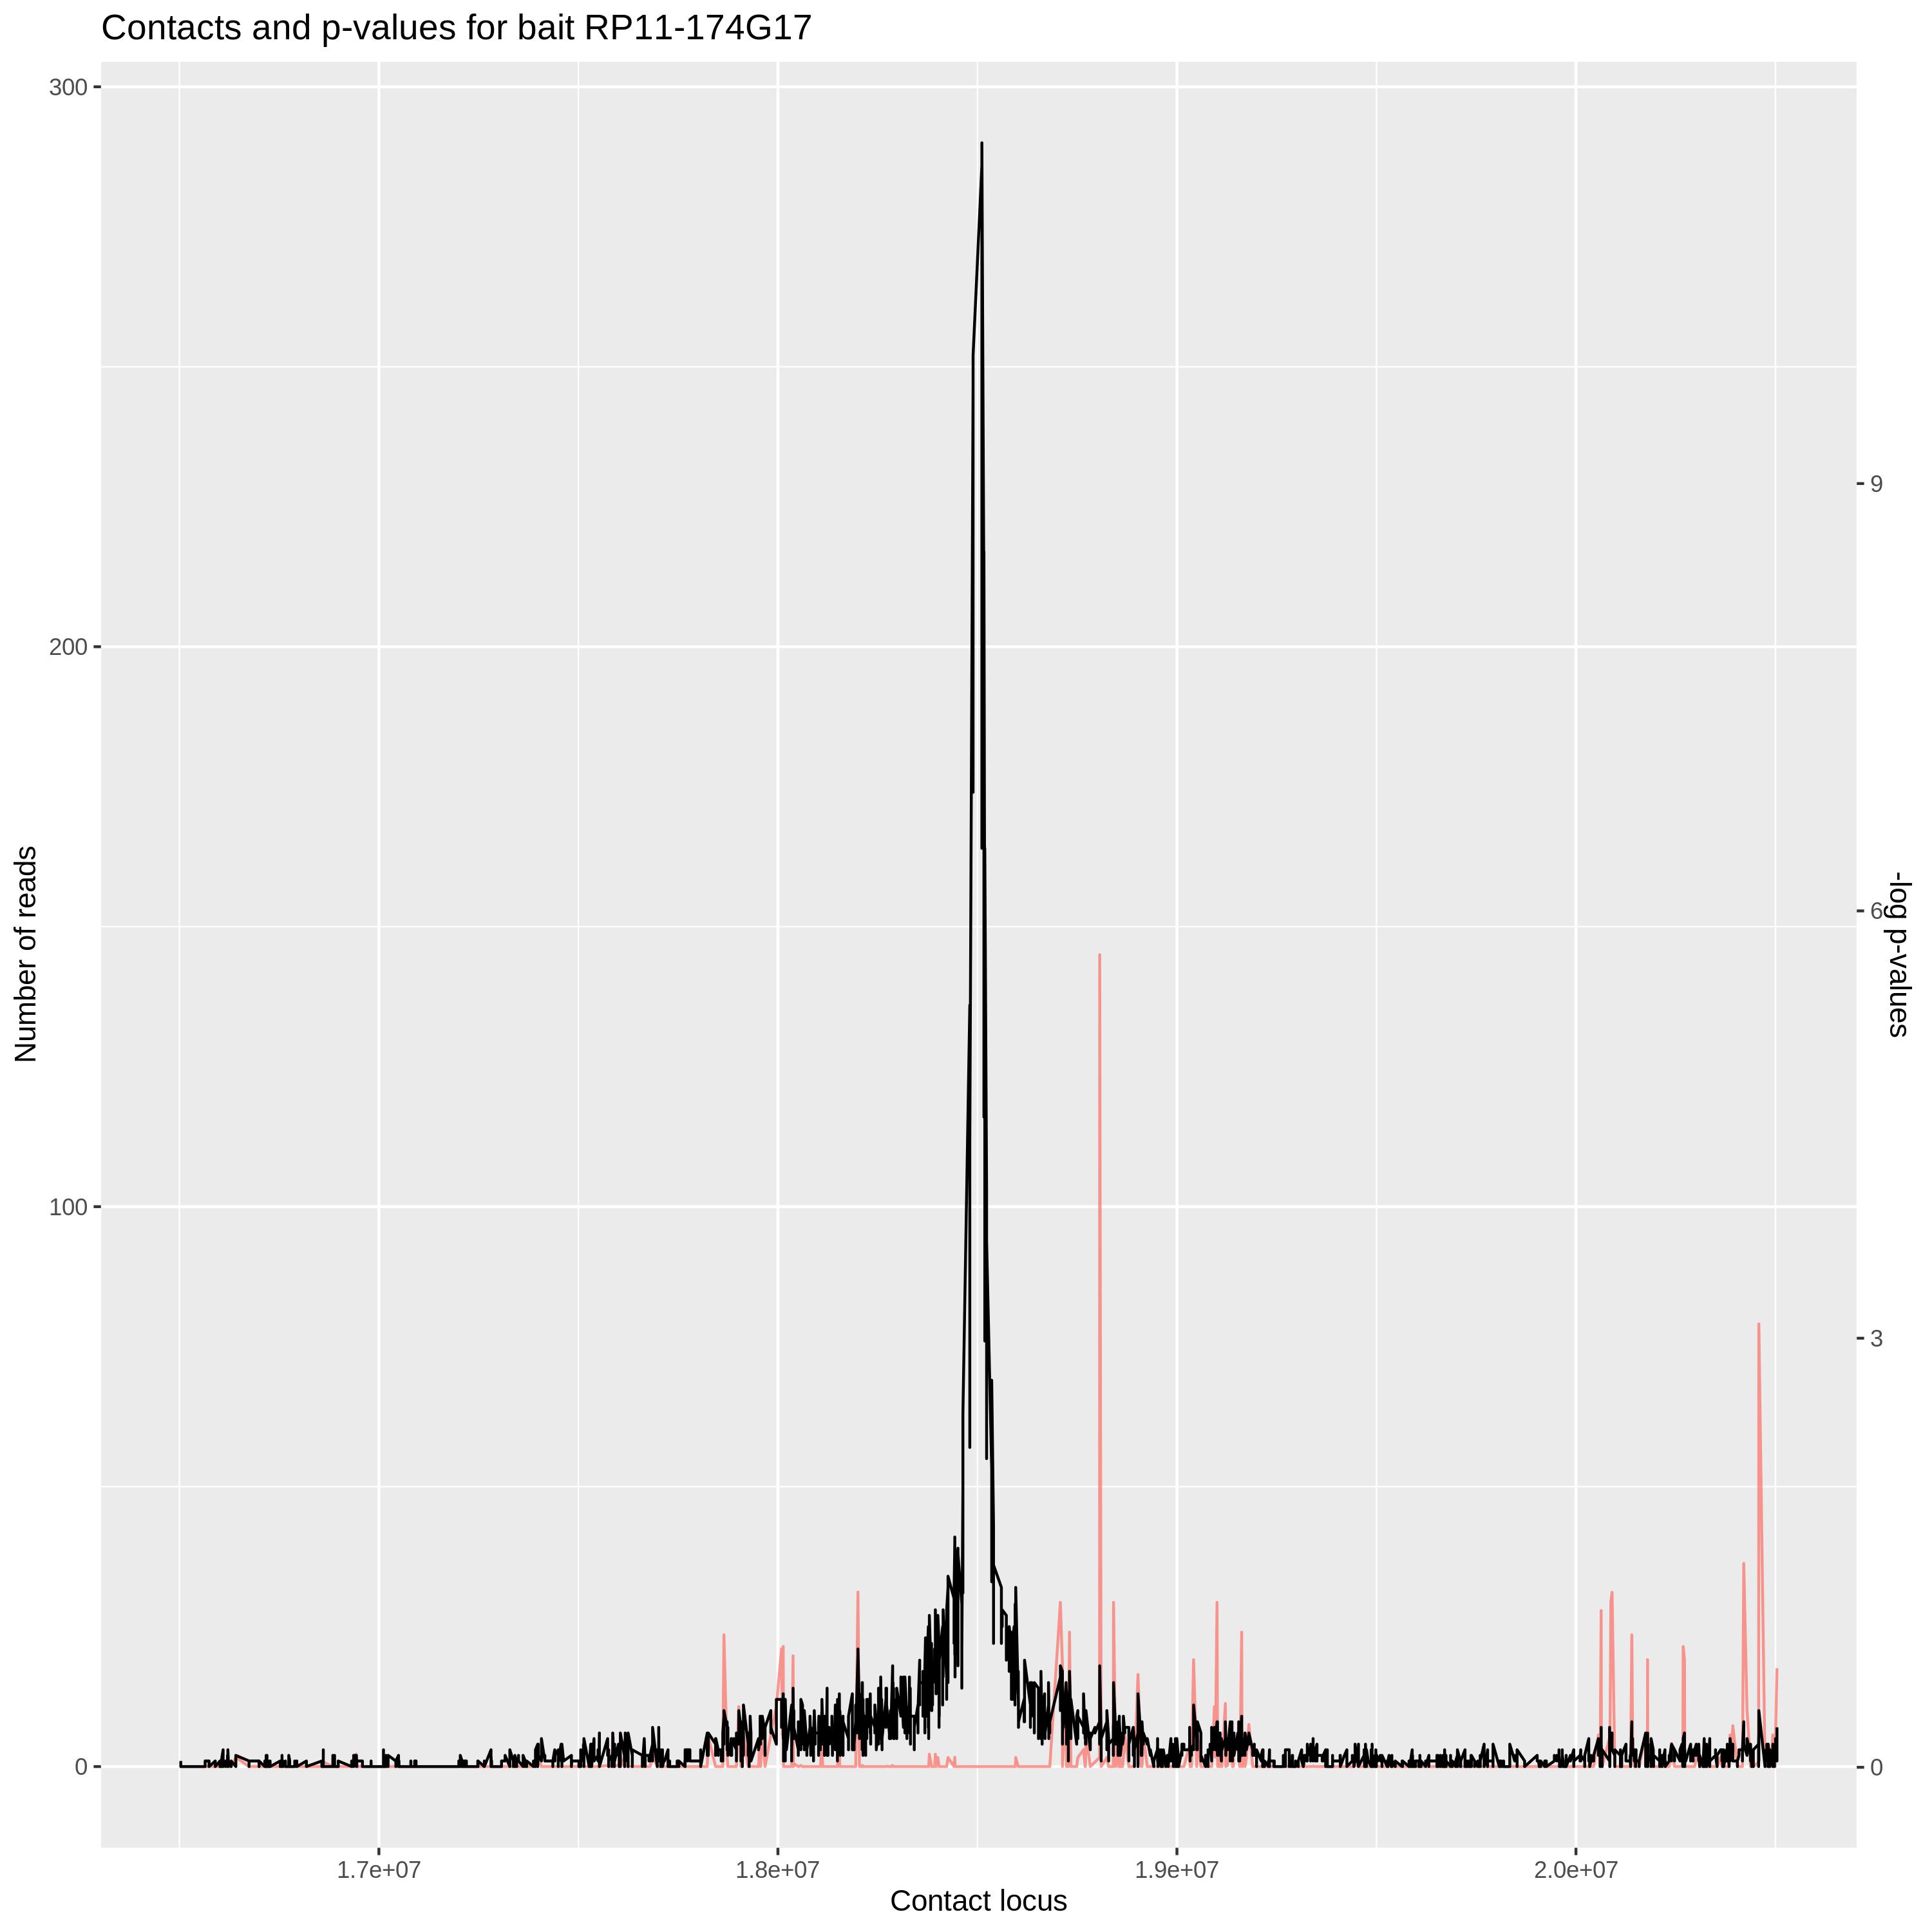 Contacts and p-values for bait RP11-174G17
300
200
100
0
Number of reads
9
6
3
0
-log p-values
1.7e+07
1.8e+07
1.9e+07
2.0e+07
Contact locus